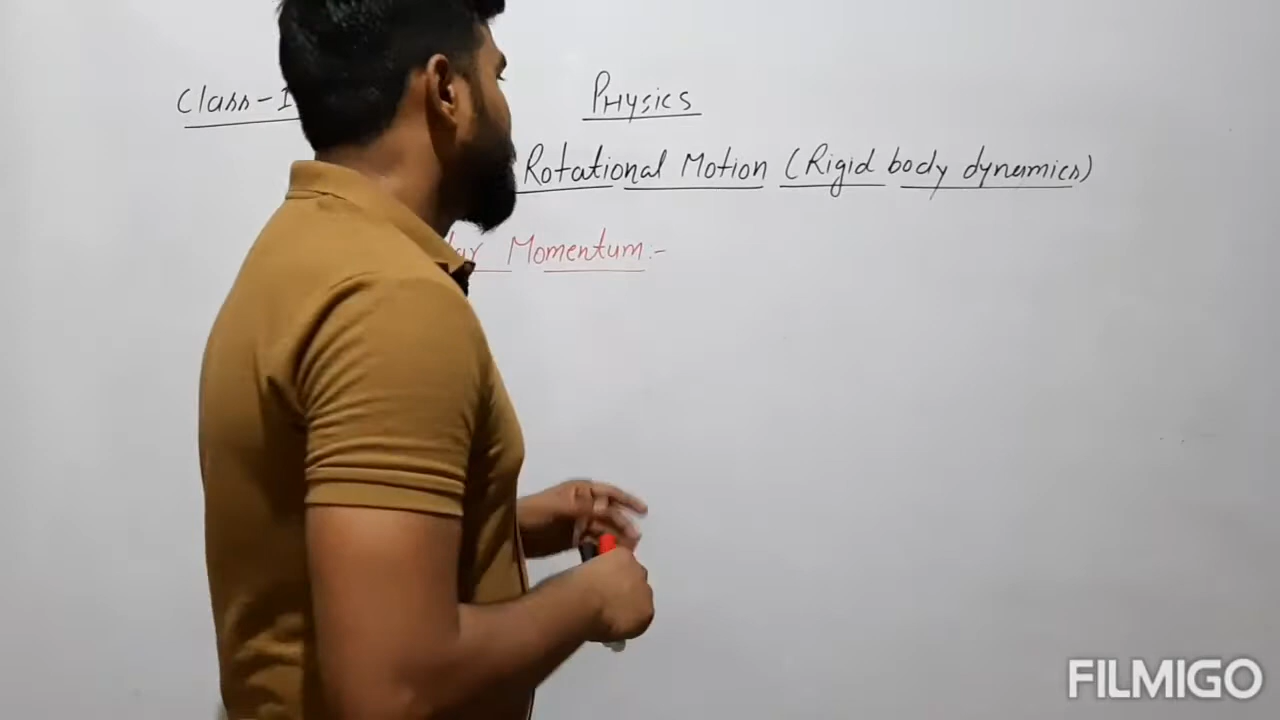 Class-
Physics
Rotational Motion (Rigid body dynamics)
Momentum:-
FILMIGO